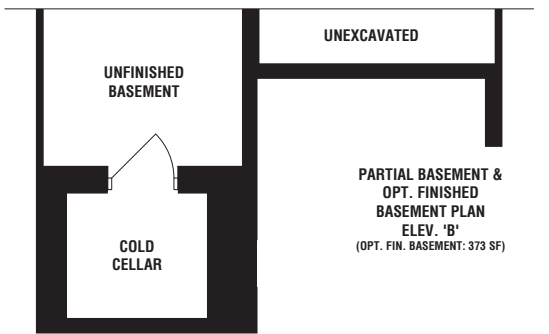 UNEXCAVATED
UNFINISHED
BASEMENT
PARTIAL BASEMENT &
OPT. FINISHED
BASEMENT PLAN
ELEV. 'B'
(OPT. FIN. BASEMENT: 373 SF)
COLD
CELLAR